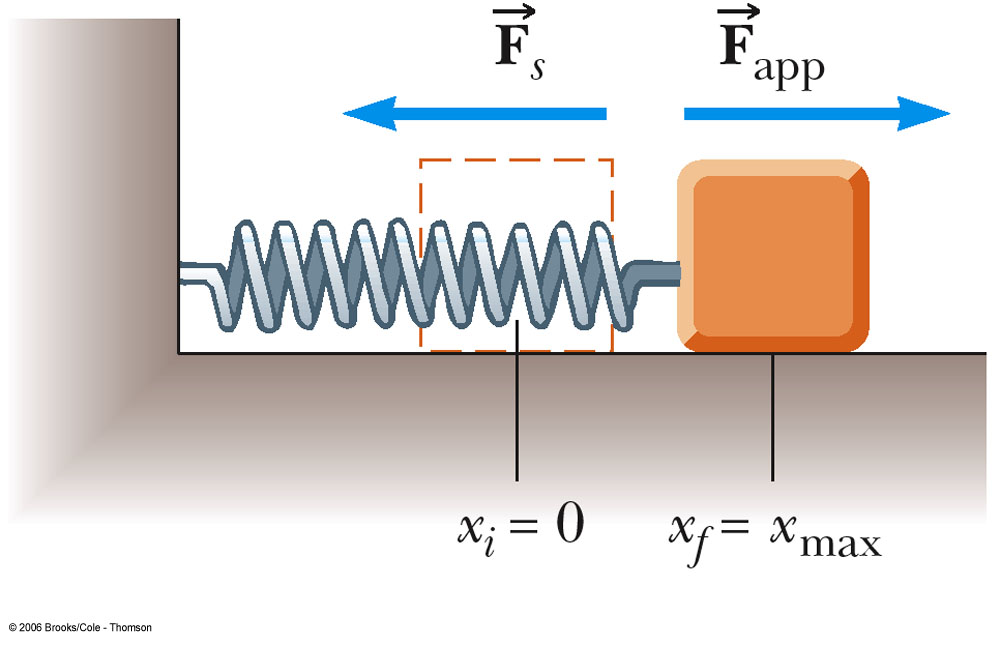 F⃗s F⃗app
xi = 0 xf = xmax
© 2006 Brooks/Cole - Thomson